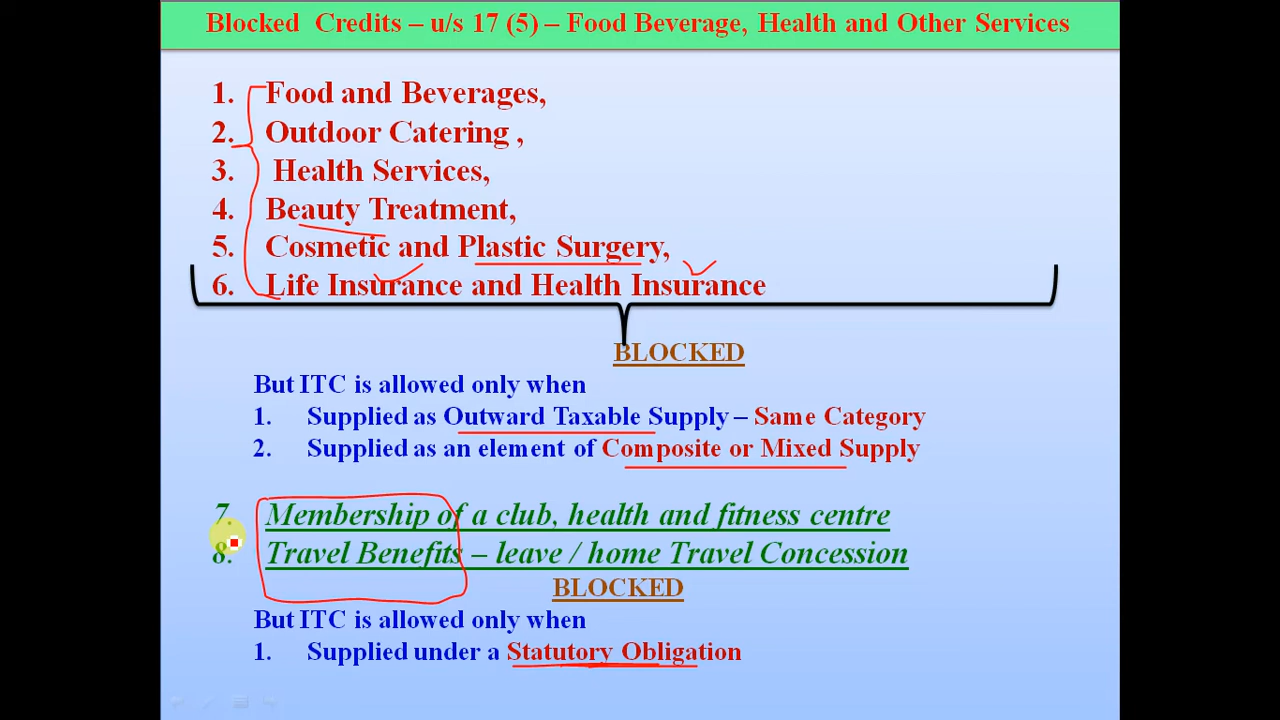 Blocked Credits – u/s 17 (5) – Food Beverage, Health and Other Services
1. Food and Beverages,
2. Outdoor Catering ,
3. Health Services,
4. Beauty Treatment,
5. Cosmetic and Plastic Surgery,
6. Life Insurance and Health Insurance
BLOCKED
But ITC is allowed only when
1. Supplied as Outward Taxable Supply – Same Category
2. Supplied as an element of Composite or Mixed Supply
7. Membership of a club, health and fitness centre
8. Travel Benefits – leave / home Travel Concession
BLOCKED
But ITC is allowed only when
1. Supplied under a Statutory Obligation